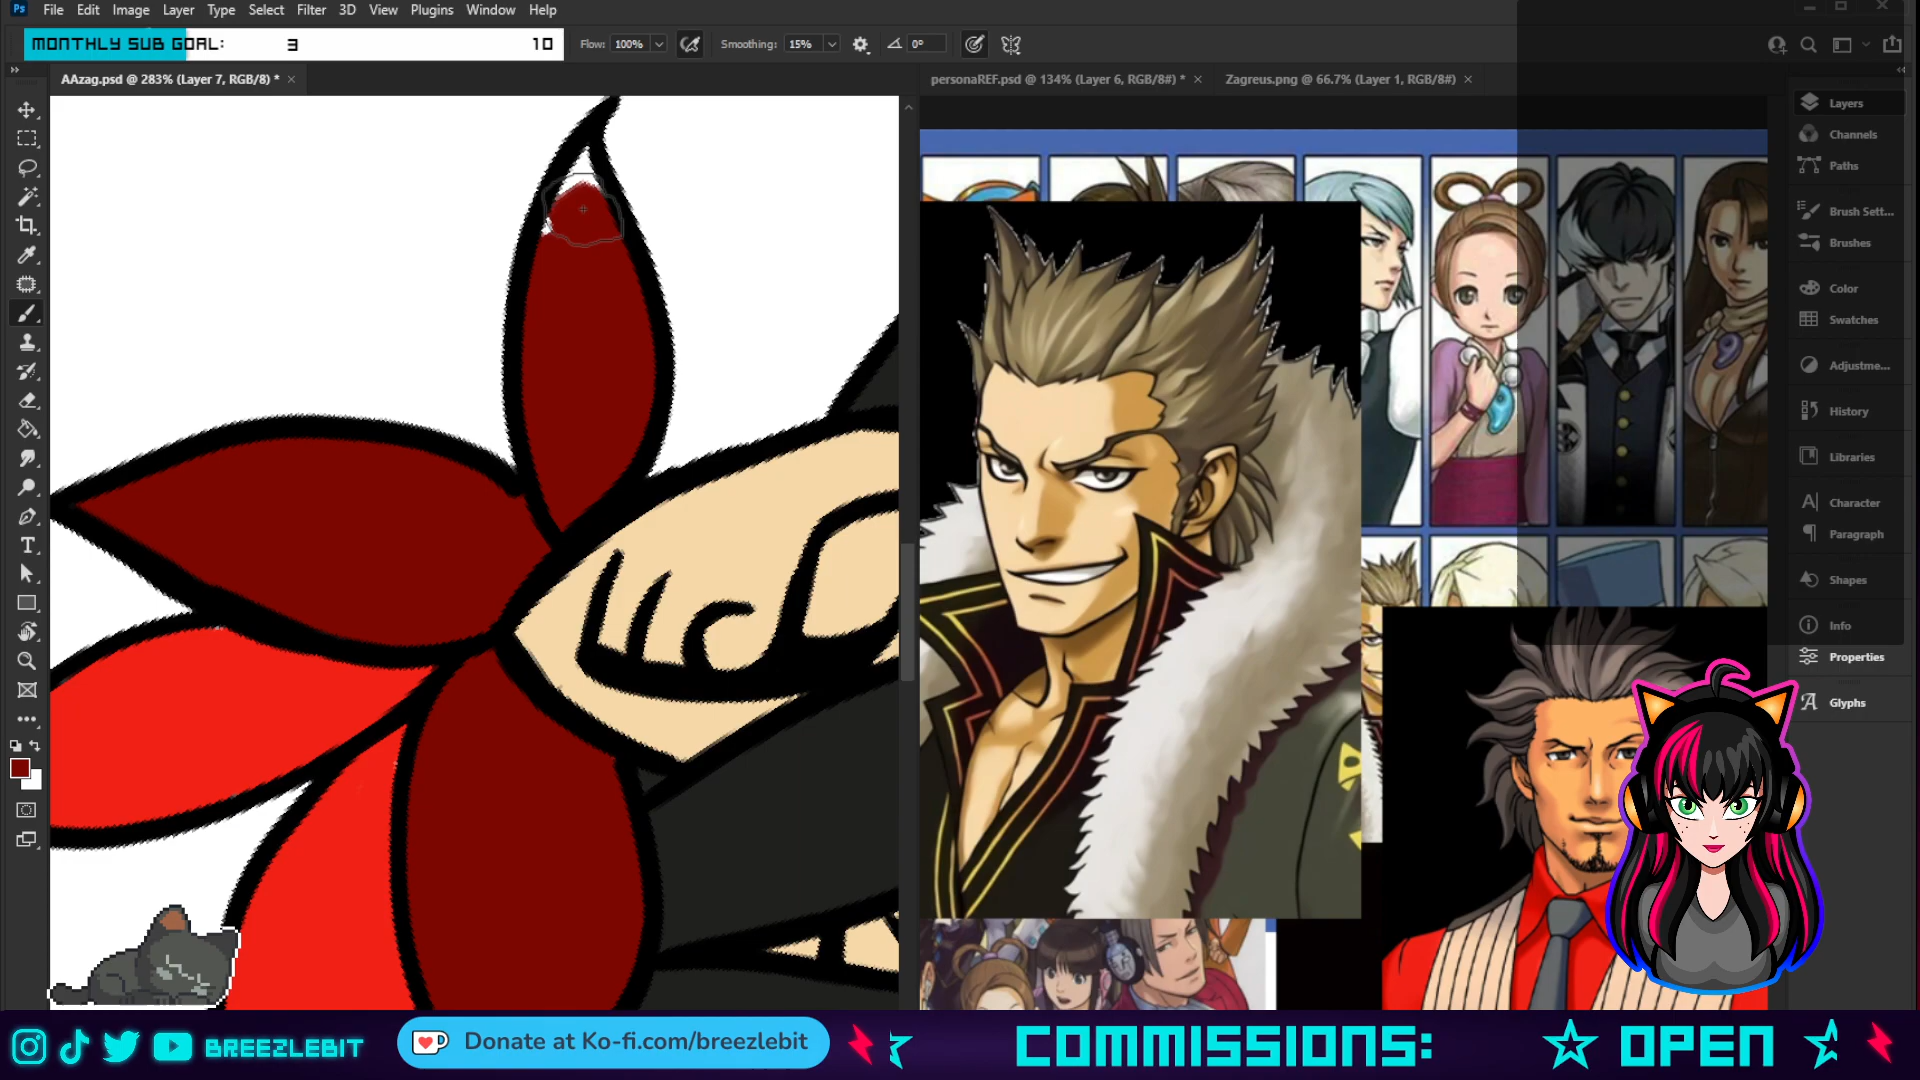 Ps File Edit Image Layer Type Select Filter 3D View Plugins Window Help
MONTHLY SUB GOAL: 3 10
Flow: 100% Smoothing: 15% 0°
AAzag.psd @ 283% (Layer 7, RGB/8) * ×
personaREF.psd @ 134% (Layer 6, RGB/8#) * × Zagreus.png @ 66.7% (Layer 1, RGB/8#) ×
Layers
Channels
Paths
Brush Sett...
Brushes
Color
Swatches
Adjustme...
History
Libraries
Character
Paragraph
Shapes
Info
Properties
Glyphs
BREEZLEBIT
Donate at Ko-fi.com/breezlebit
COMMISSIONS: OPEN